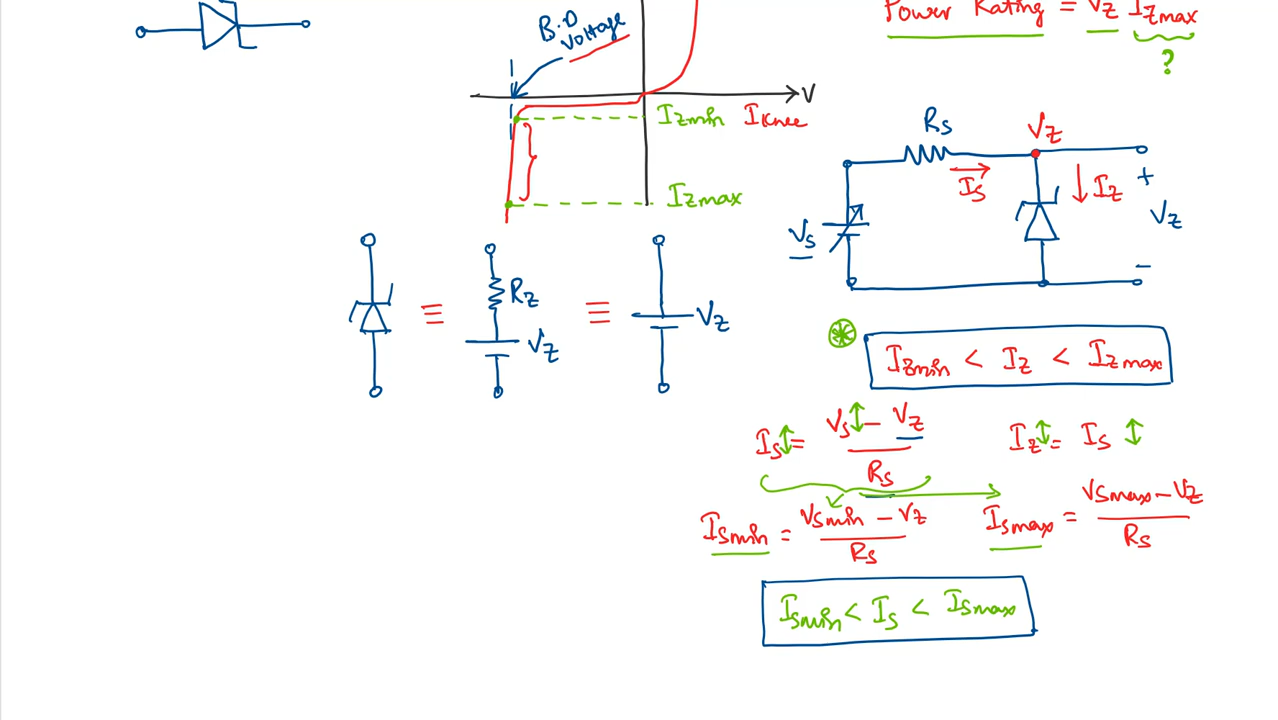 Power Rating = Vz Izmax
?
B.D
Voltage
V
Izmin IKnee
Izmax
Rs
Vz
Is
Iz
+
Vz
-
Vs
≡ Rz
Vz
≡ Vz
Izmin < Iz < Izmax
Is↕ = Vs↕ - Vz / Rs
Iz↕ = Is ↕
Ismin = Vsmin - Vz / Rs
Ismax = Vsmax - Vz / Rs
Ismin < Is < Ismax